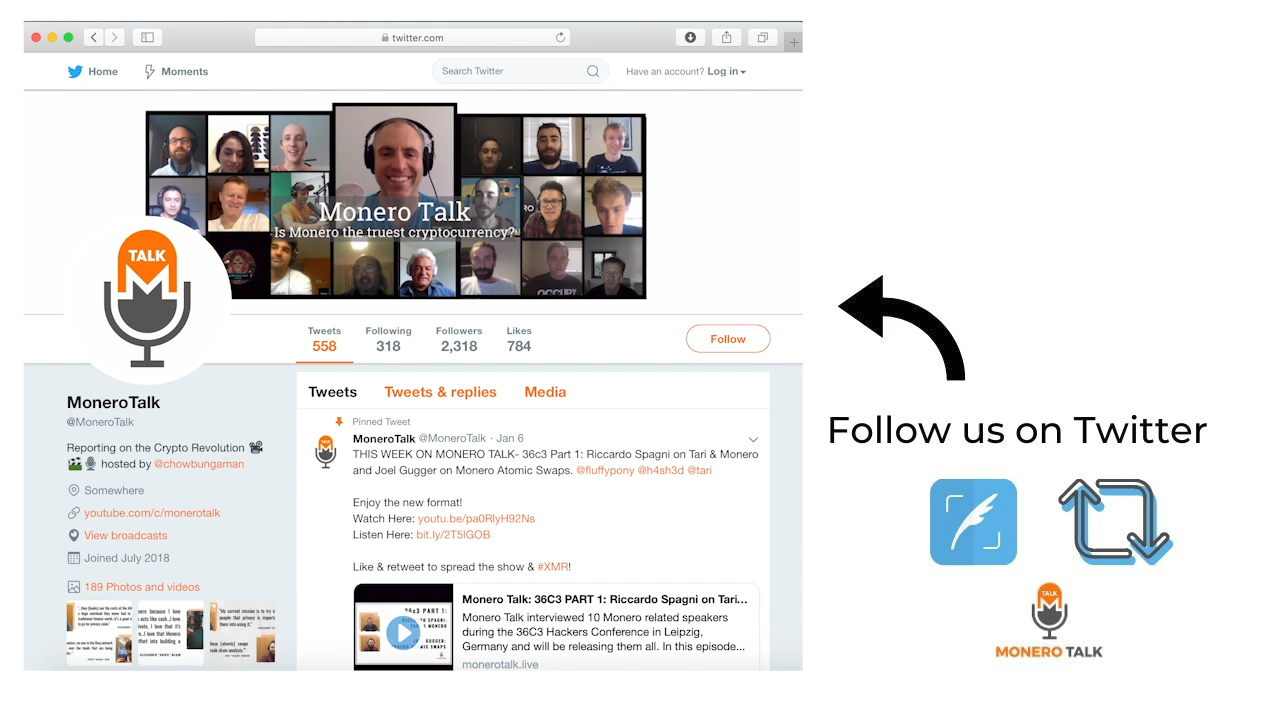 twitter.com
Home
Moments
Search Twitter
Have an account? Log in
Monero Talk
Is Monero the truest cryptocurrency?
OCCUPY
TALK
Tweets
558
Following
318
Followers
2,318
Likes
784
Follow
MoneroTalk
@MoneroTalk
Reporting on the Crypto Revolution
hosted by @chowbungaman
Somewhere
youtube.com/c/monerotalk
View broadcasts
Joined July 2018
189 Photos and videos
Tweets
Tweets & replies
Media
Pinned Tweet
MoneroTalk @MoneroTalk · Jan 6
THIS WEEK ON MONERO TALK- 36c3 Part 1: Riccardo Spagni on Tari & Monero
and Joel Gugger on Monero Atomic Swaps. @fluffypony @h4sh3d @tari
Enjoy the new format!
Watch Here: youtu.be/pa0RlyH92Ns
Listen Here: bit.ly/2T5IGOB
Like & retweet to spread the show & #XMR!
Monero Talk: 36C3 PART 1: Riccardo Spagni on Tari...
Monero Talk interviewed 10 Monero related speakers
during the 36C3 Hackers Conference in Leipzig,
Germany and will be releasing them all. In this episode...
monerotalk.live
Follow us on Twitter
TALK
MONERO TALK